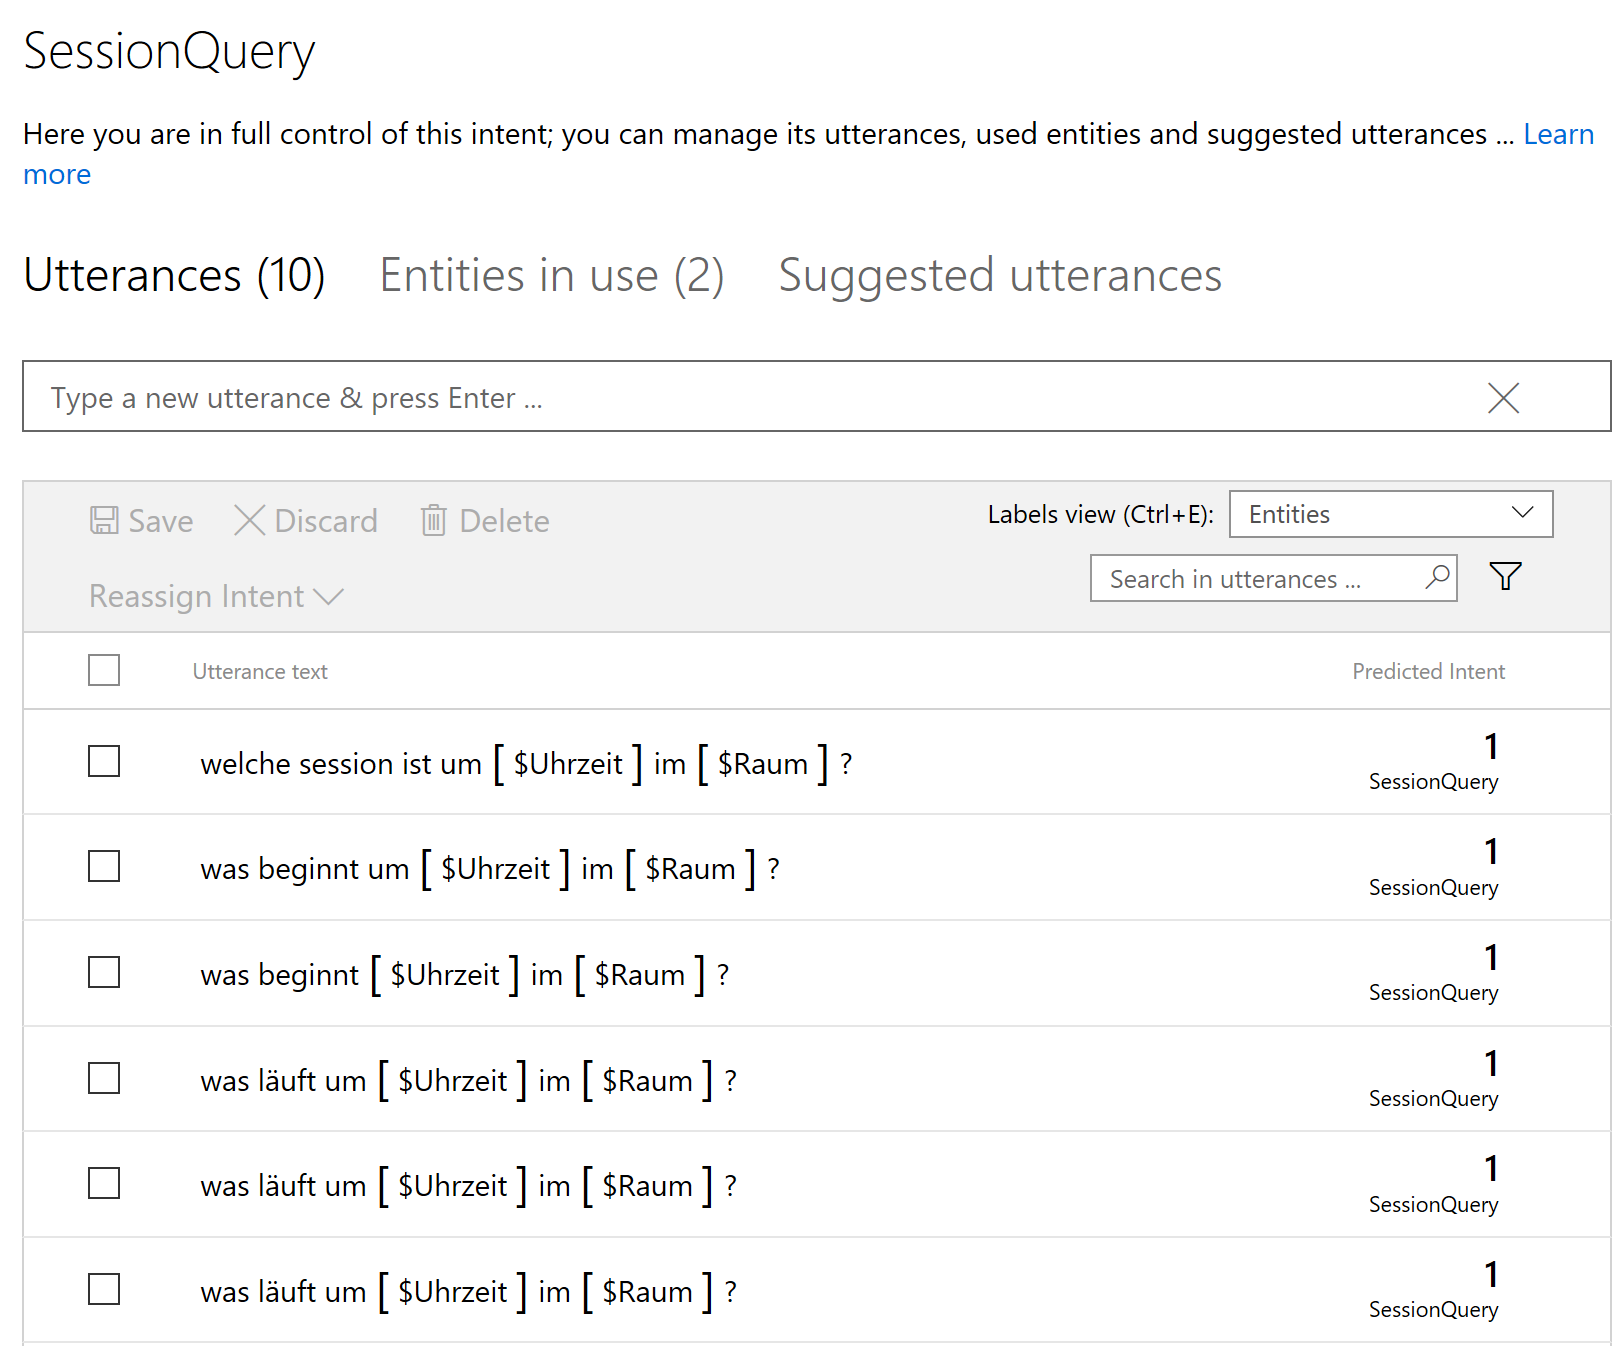 SessionQuery
Here you are in full control of this intent; you can manage its utterances, used entities and suggested utterances ... Learn
more
Utterances (10) Entities in use (2) Suggested utterances
Type a new utterance & press Enter ...
Save Discard Delete Labels view (Ctrl+E): Entities
Reassign Intent Search in utterances ...
Utterance text Predicted Intent
welche session ist um [ $Uhrzeit ] im [ $Raum ] ? 1
SessionQuery
was beginnt um [ $Uhrzeit ] im [ $Raum ] ? 1
SessionQuery
was beginnt [ $Uhrzeit ] im [ $Raum ] ? 1
SessionQuery
was läuft um [ $Uhrzeit ] im [ $Raum ] ? 1
SessionQuery
was läuft um [ $Uhrzeit ] im [ $Raum ] ? 1
SessionQuery
was läuft um [ $Uhrzeit ] im [ $Raum ] ? 1
SessionQuery